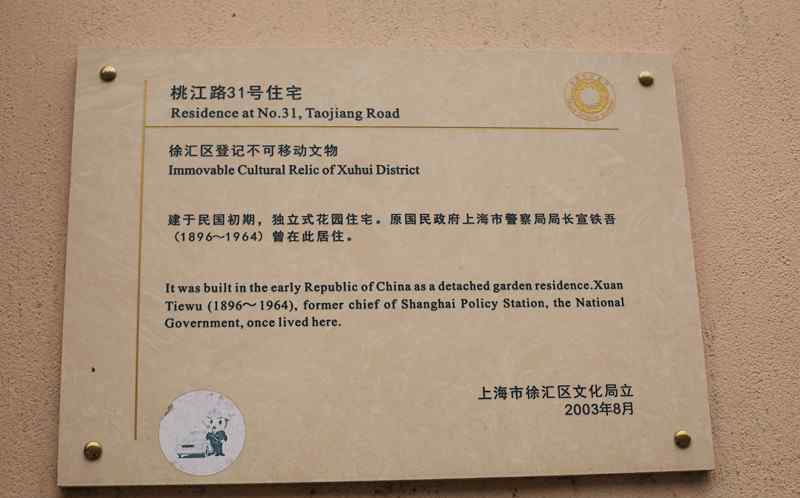 桃江路31号住宅
Residence at No.31, Taojiang Road
徐汇区登记不可移动文物
Immovable Cultural Relic of Xuhui District
建于民国初期，独立式花园住宅。原国民政府上海市警察局局长宣铁吾
（1896～1964）曾在此居住。
It was built in the early Republic of China as a detached garden residence.Xuan
Tiewu (1896～1964), former chief of Shanghai Policy Station, the National
Government, once lived here.
上海市徐汇区文化局立
2003年8月